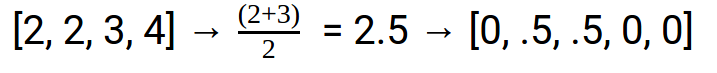 [2, 2, 3, 4] → (2+3)/2 = 2.5 → [0, .5, .5, 0, 0]